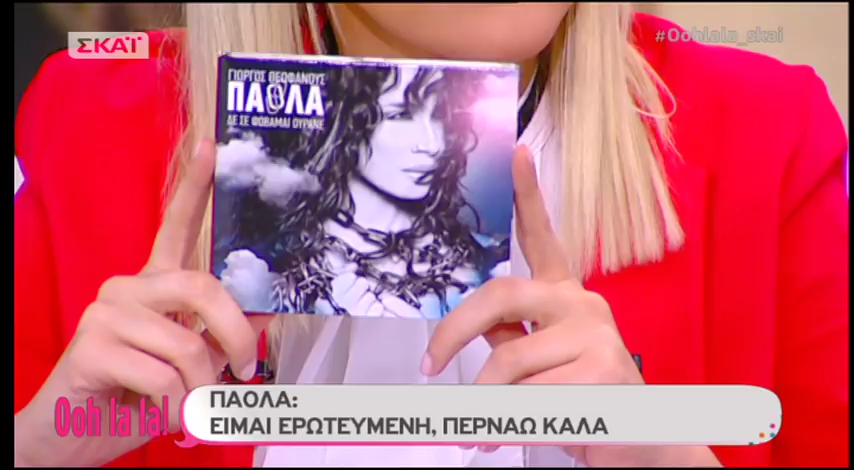 ΣΚΑΪ
#Oohlala_skai
ΓΙΩΡΓΟΣ ΘΕΟΦΑΝΟΥΣ
ΠΑΟΛΑ
ΔΕ ΣΕ ΦΟΒΑΜΑΙ ΟΥΡΑΝΕ
Ooh la la!
ΠΑΟΛΑ:
ΕΙΜΑΙ ΕΡΩΤΕΥΜΕΝΗ, ΠΕΡΝΑΩ ΚΑΛΑ